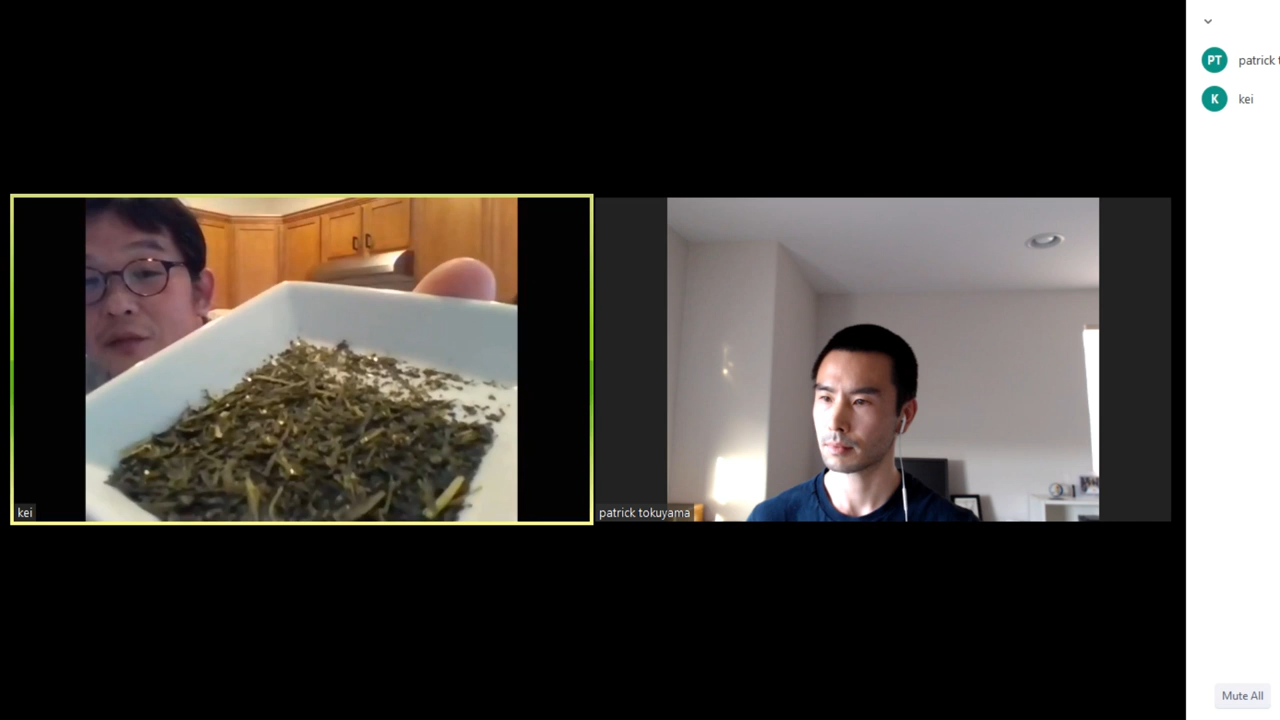 PT patrick t
K kei
kei
patrick tokuyama
Mute All